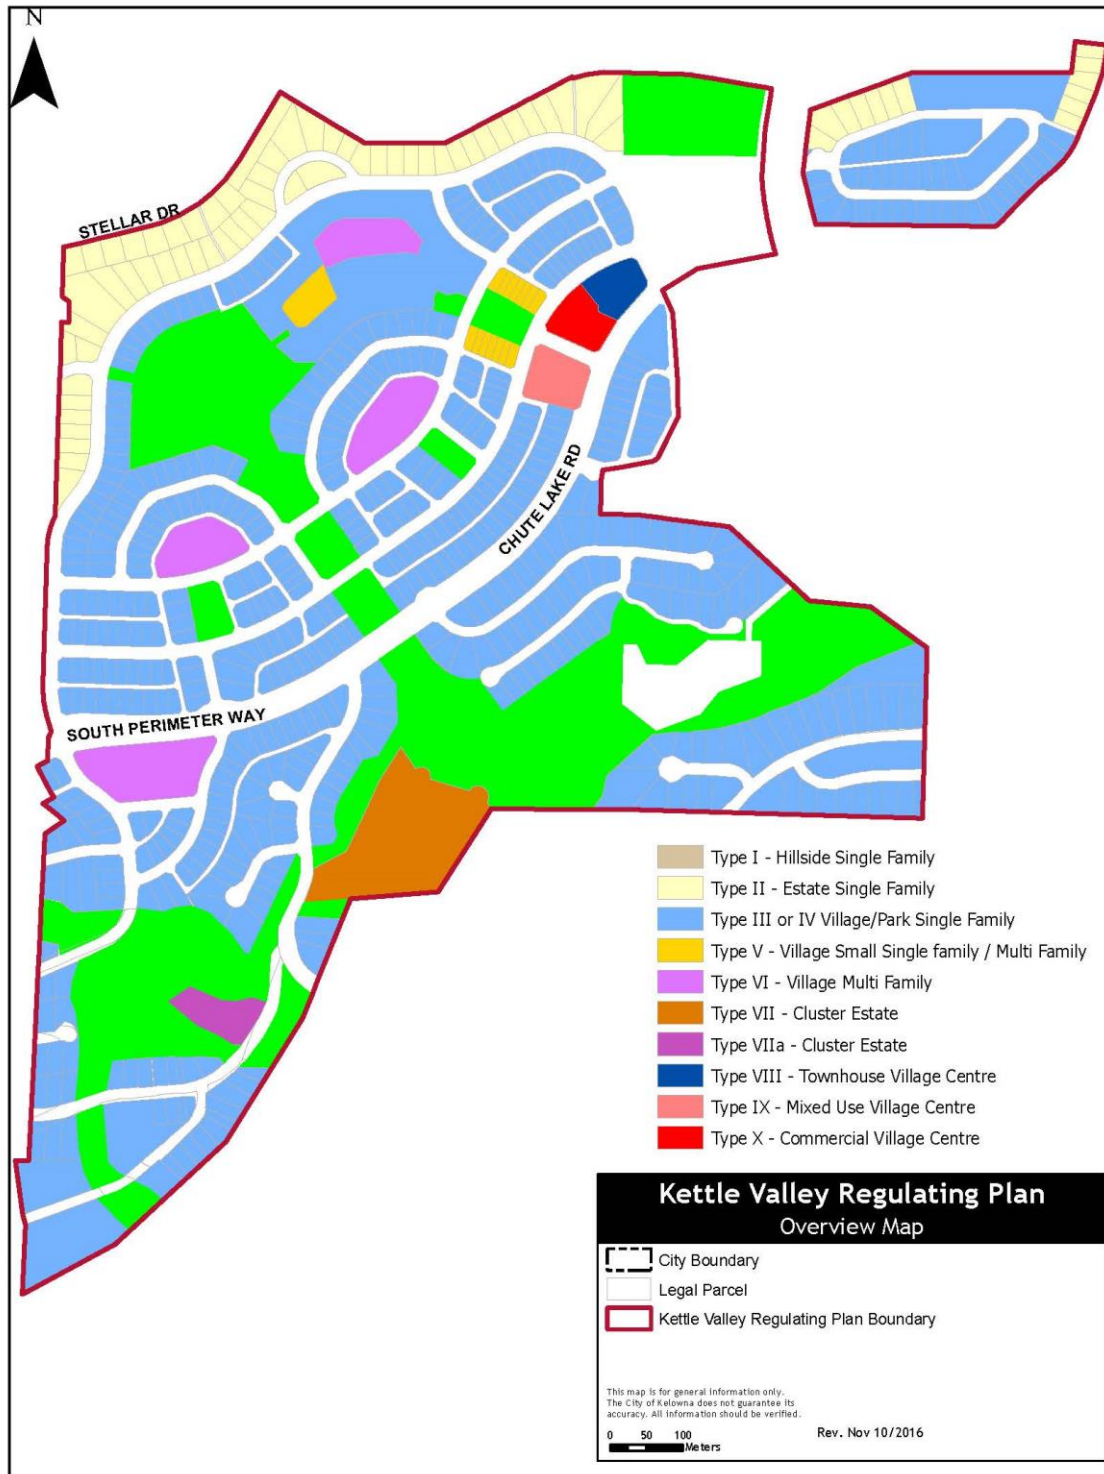 N
STELLAR DR
CHUTE LAKE RD
SOUTH PERIMETER WAY
Type I - Hillside Single Family
Type II - Estate Single Family
Type III or IV Village/Park Single Family
Type V - Village Small Single family / Multi Family
Type VI - Village Multi Family
Type VII - Cluster Estate
Type VIIa - Cluster Estate
Type VIII - Townhouse Village Centre
Type IX - Mixed Use Village Centre
Type X - Commercial Village Centre
Kettle Valley Regulating Plan
Overview Map
City Boundary
Legal Parcel
Kettle Valley Regulating Plan Boundary
This map is for general information only.
The City of Kelowna does not guarantee its
accuracy. All information should be verified.
0 50 100
Meters
Rev. Nov 10/2016